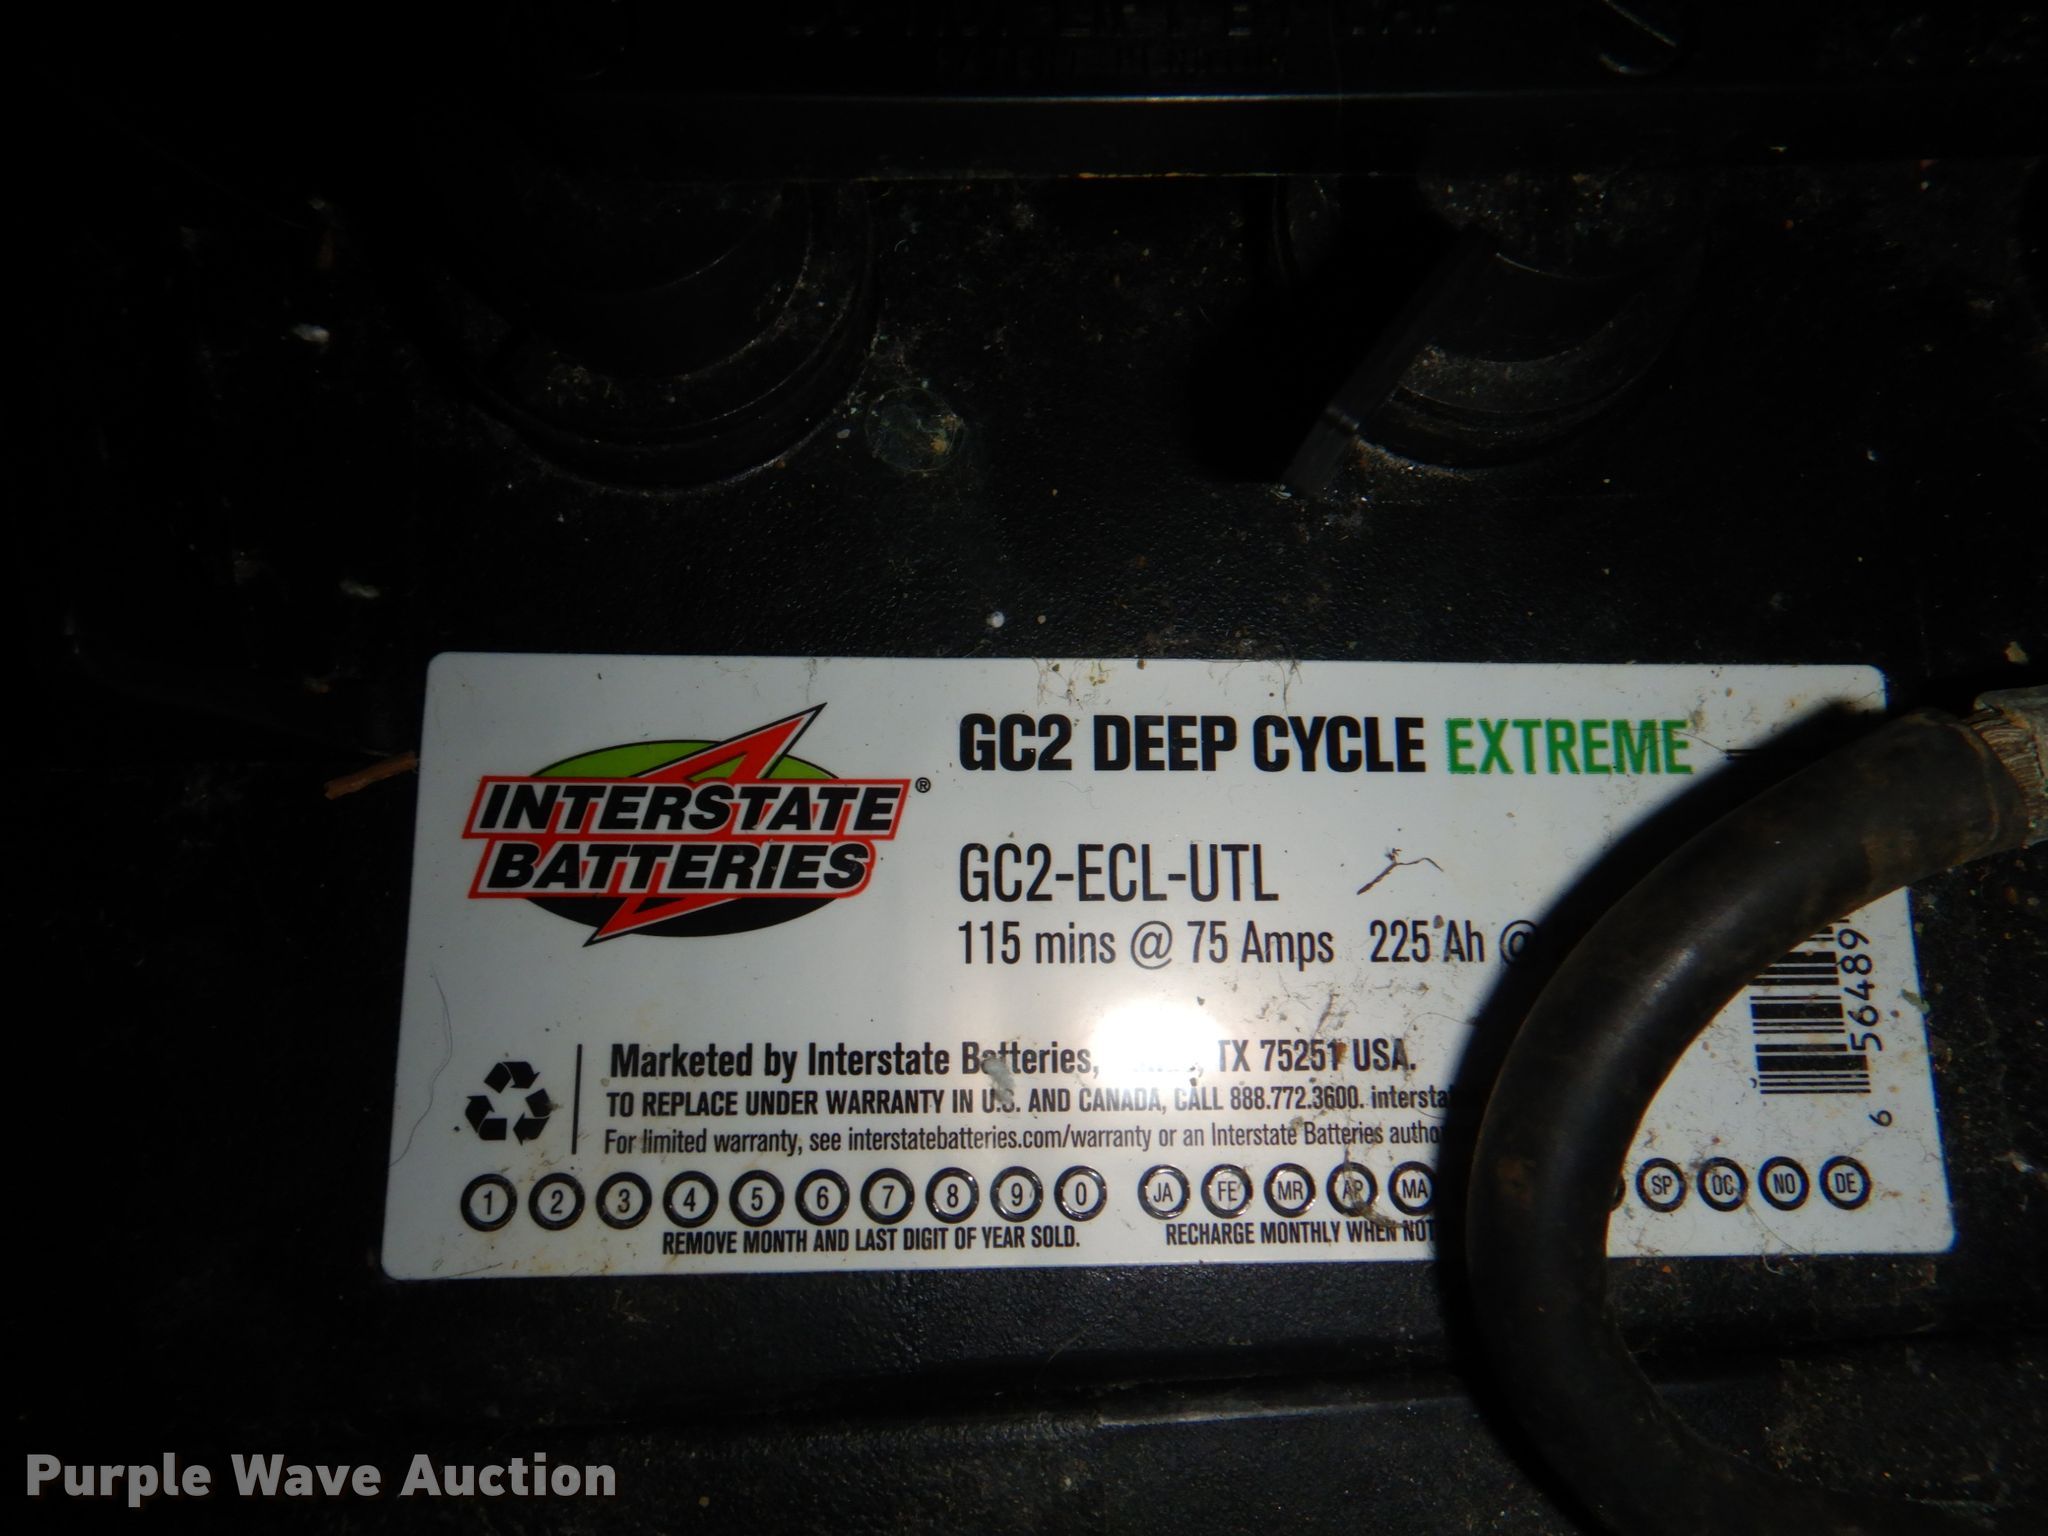 INTERSTATE ®
BATTERIES
GC2 DEEP CYCLE EXTREME
GC2-ECL-UTL
115 mins @ 75 Amps 225 Ah @
Marketed by Interstate Batteries, TX 75251 USA.
TO REPLACE UNDER WARRANTY IN U.S. AND CANADA, CALL 888.772.3600.
For limited warranty, see interstatebatteries.com/warranty or an Interstate Batteries
1 2 3 4 5 6 7 8 9 0 JA FE MR AP MA SP OC NO DE
REMOVE MONTH AND LAST DIGIT OF YEAR SOLD. RECHARGE MONTHLY WHEN NOT
6 56489
Purple Wave Auction